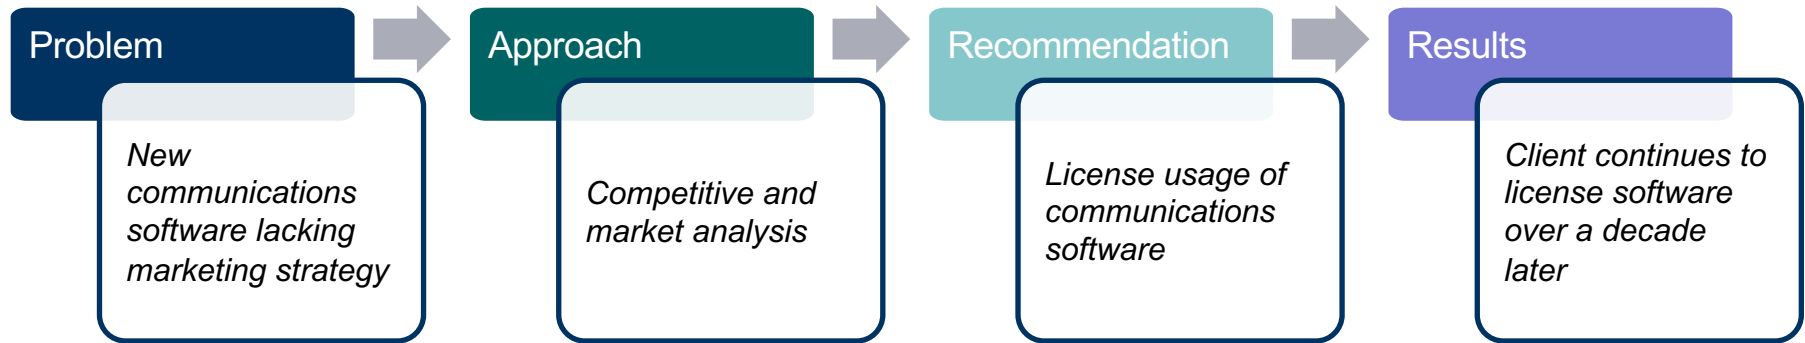 Problem
New
communications
software lacking
marketing strategy
Approach
Competitive and
market analysis
Recommendation
License usage of
communications
software
Results
Client continues to
license software
over a decade
later